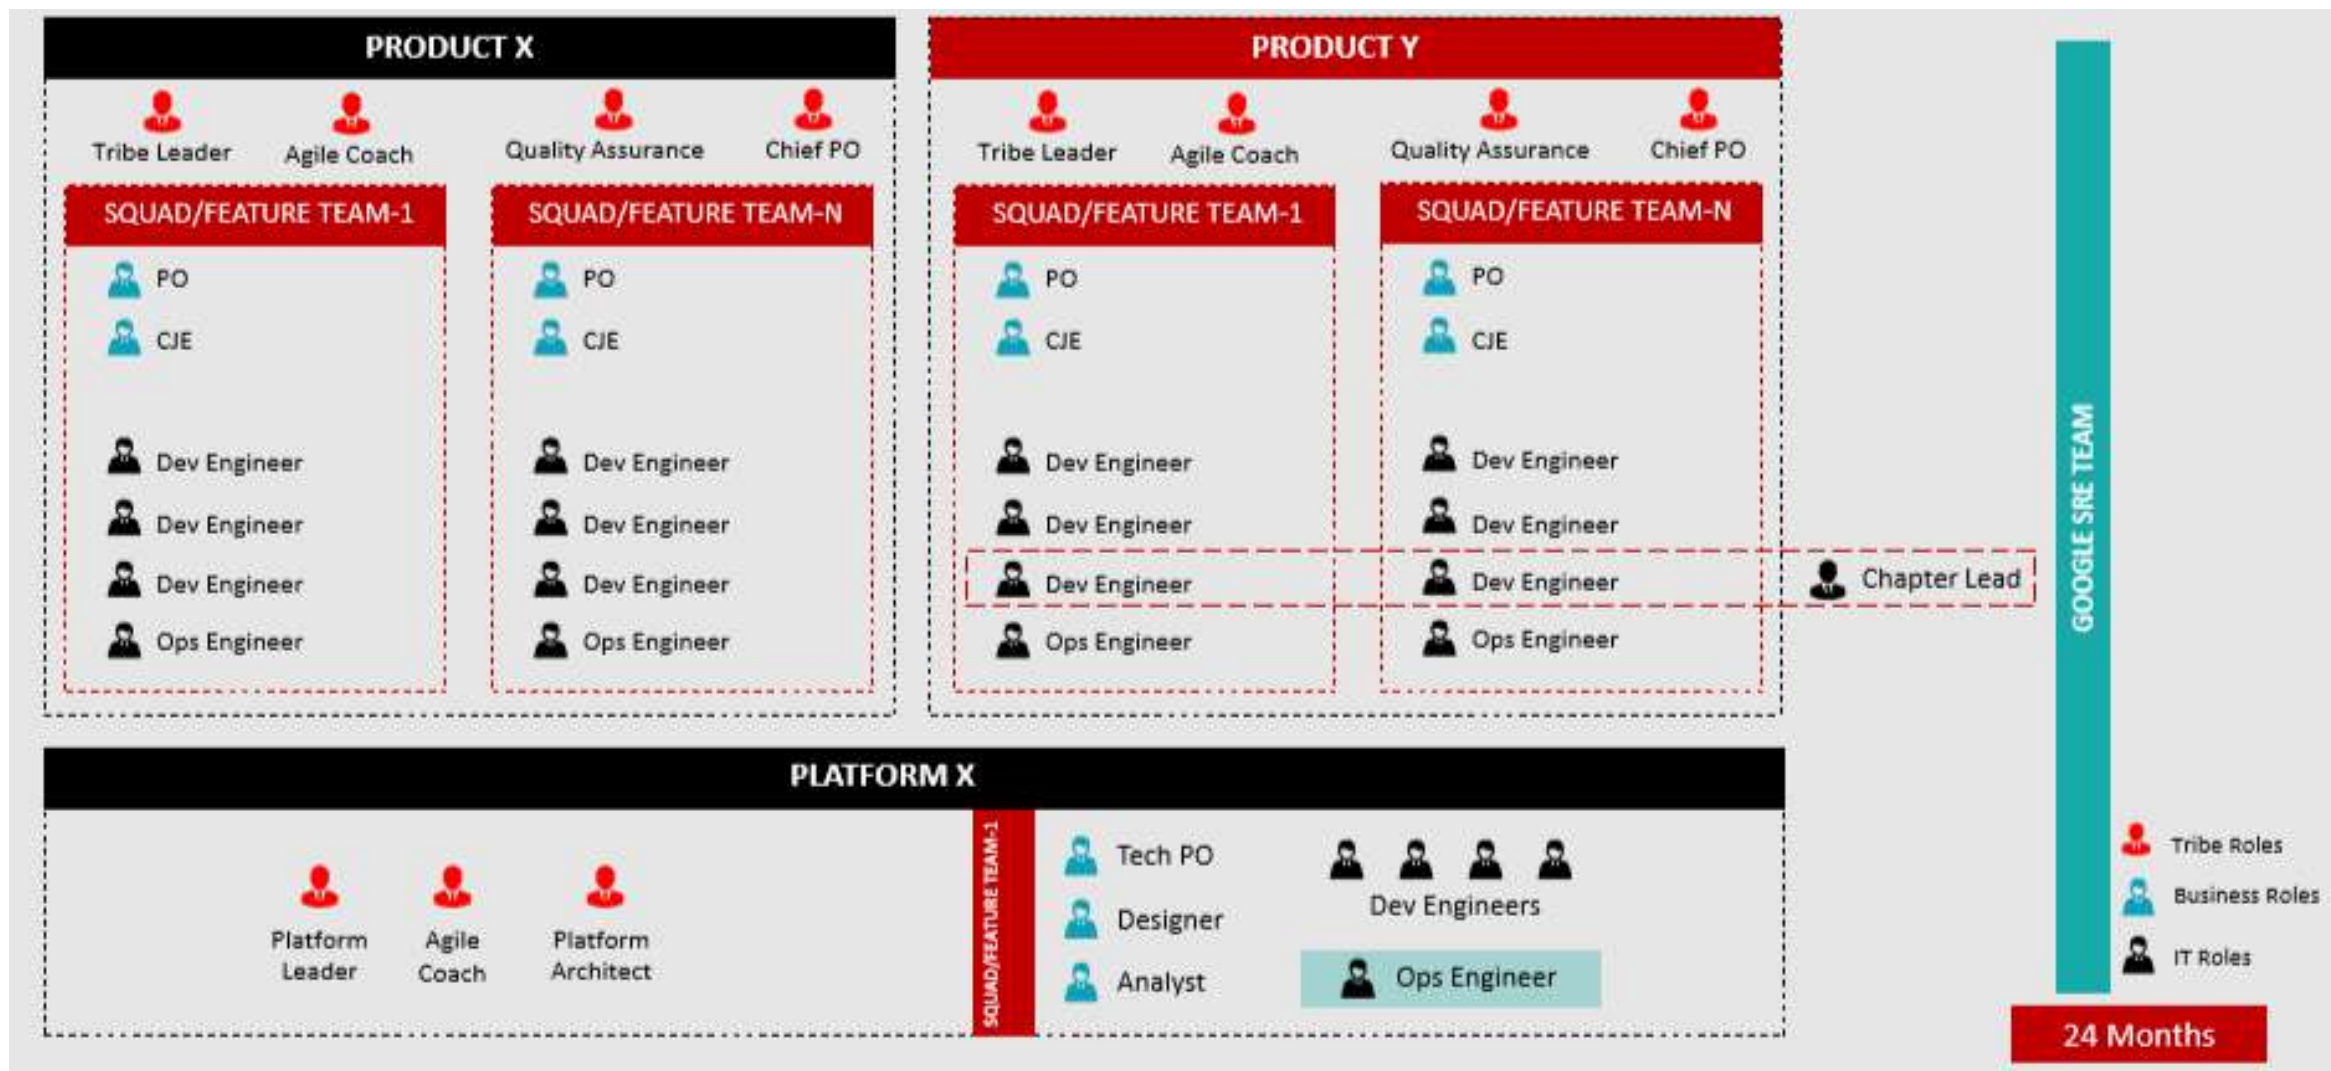 PRODUCT X
Tribe Leader
Agile Coach
Quality Assurance
Chief PO
SQUAD/FEATURE TEAM-1
PO
CJE
Dev Engineer
Dev Engineer
Dev Engineer
Ops Engineer
SQUAD/FEATURE TEAM-N
PO
CJE
Dev Engineer
Dev Engineer
Dev Engineer
Ops Engineer
PRODUCT Y
Tribe Leader
Agile Coach
Quality Assurance
Chief PO
SQUAD/FEATURE TEAM-1
PO
CJE
Dev Engineer
Dev Engineer
Dev Engineer
Ops Engineer
SQUAD/FEATURE TEAM-N
PO
CJE
Dev Engineer
Dev Engineer
Dev Engineer
Ops Engineer
Chapter Lead
GOOGLE SRE TEAM
PLATFORM X
Platform
Leader
Agile
Coach
Platform
Architect
SQUAD/FEATURE TEAM-1
Tech PO
Designer
Analyst
Dev Engineers
Ops Engineer
Tribe Roles
Business Roles
IT Roles
24 Months